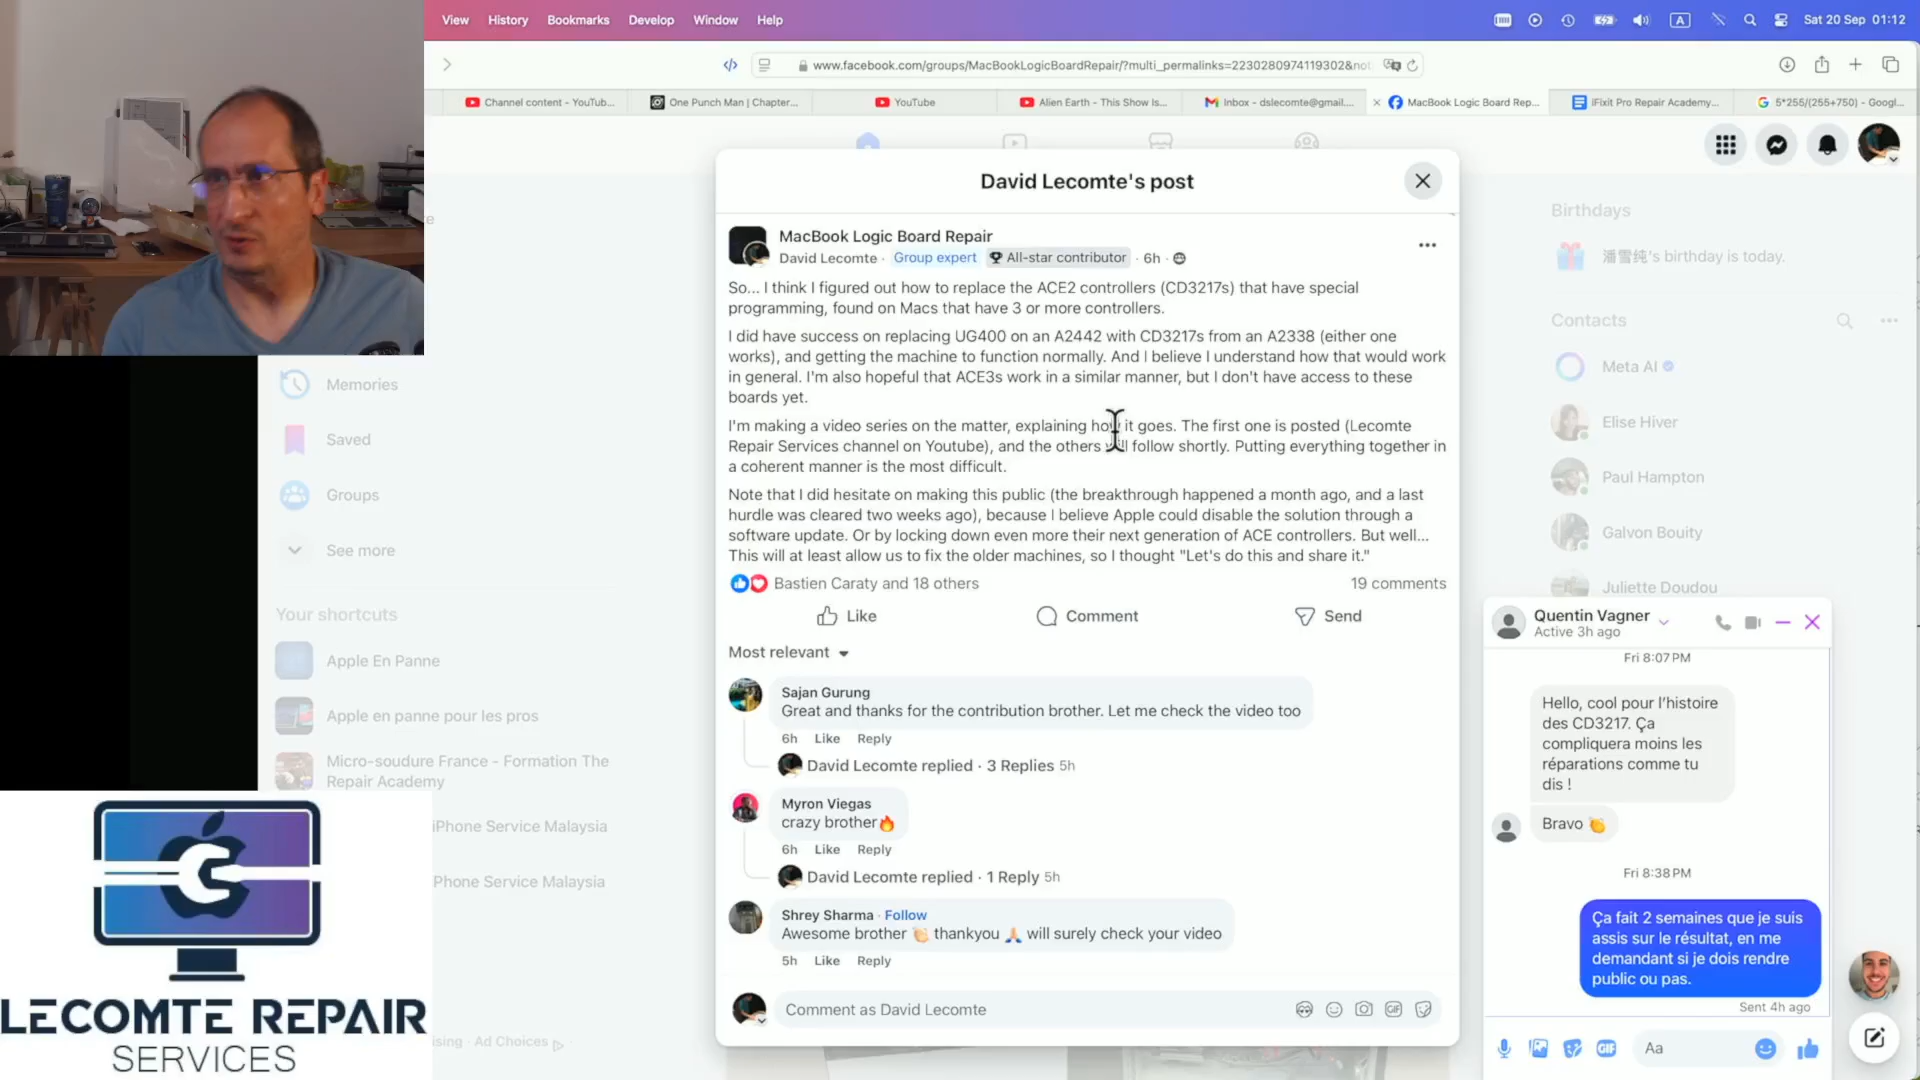 View History Bookmarks Develop Window Help
A
Sat 20 Sep 01:12
www.facebook.com/groups/MacBookLogicBoardRepair/?multi_permalinks=2230280974119302&not
Channel content - YouTub...
One Punch Man | Chapter...
YouTube
Alien Earth - This Show Is...
Inbox - dslecomte@gmail....
MacBook Logic Board Rep...
iFixit Pro Repair Academy...
5*255/(255+750) - Googl...
Memories
Saved
Groups
See more
Your shortcuts
Apple En Panne
Apple en panne pour les pros
Micro-soudure France - Formation The
Repair Academy
iPhone Service Malaysia
Phone Service Malaysia
ising · Ad Choices
LECOMTE REPAIR
SERVICES
David Lecomte's post
MacBook Logic Board Repair
David Lecomte · Group expert All-star contributor · 6h ·
So... I think I figured out how to replace the ACE2 controllers (CD3217s) that have special
programming, found on Macs that have 3 or more controllers.
I did have success on replacing UG400 on an A2442 with CD3217s from an A2338 (either one
works), and getting the machine to function normally. And I believe I understand how that would work
in general. I'm also hopeful that ACE3s work in a similar manner, but I don't have access to these
boards yet.
I'm making a video series on the matter, explaining how it goes. The first one is posted (Lecomte
Repair Services channel on Youtube), and the others will follow shortly. Putting everything together in
a coherent manner is the most difficult.
Note that I did hesitate on making this public (the breakthrough happened a month ago, and a last
hurdle was cleared two weeks ago), because I believe Apple could disable the solution through a
software update. Or by locking down even more their next generation of ACE controllers. But well...
This will at least allow us to fix the older machines, so I thought "Let's do this and share it."
Bastien Caraty and 18 others
19 comments
Like
Comment
Send
Most relevant
Sajan Gurung
Great and thanks for the contribution brother. Let me check the video too
6h Like Reply
David Lecomte replied · 3 Replies 5h
Myron Viegas
crazy brother🔥
6h Like Reply
David Lecomte replied · 1 Reply 5h
Shrey Sharma · Follow
Awesome brother 👏 thankyou 🙏 will surely check your video
5h Like Reply
Comment as David Lecomte
GIF
Birthdays
潘雪纯's birthday is today.
Contacts
Meta AI
Elise Hiver
Paul Hampton
Galvon Bouity
Juliette Doudou
Quentin Vagner
Active 3h ago
Fri 8:07 PM
Hello, cool pour l'histoire
des CD3217. Ça
compliquera moins les
réparations comme tu
dis !
Bravo 👏
Fri 8:38 PM
Ça fait 2 semaines que je suis
assis sur le résultat, en me
demandant si je dois rendre
public ou pas.
Sent 4h ago
GIF
Aa